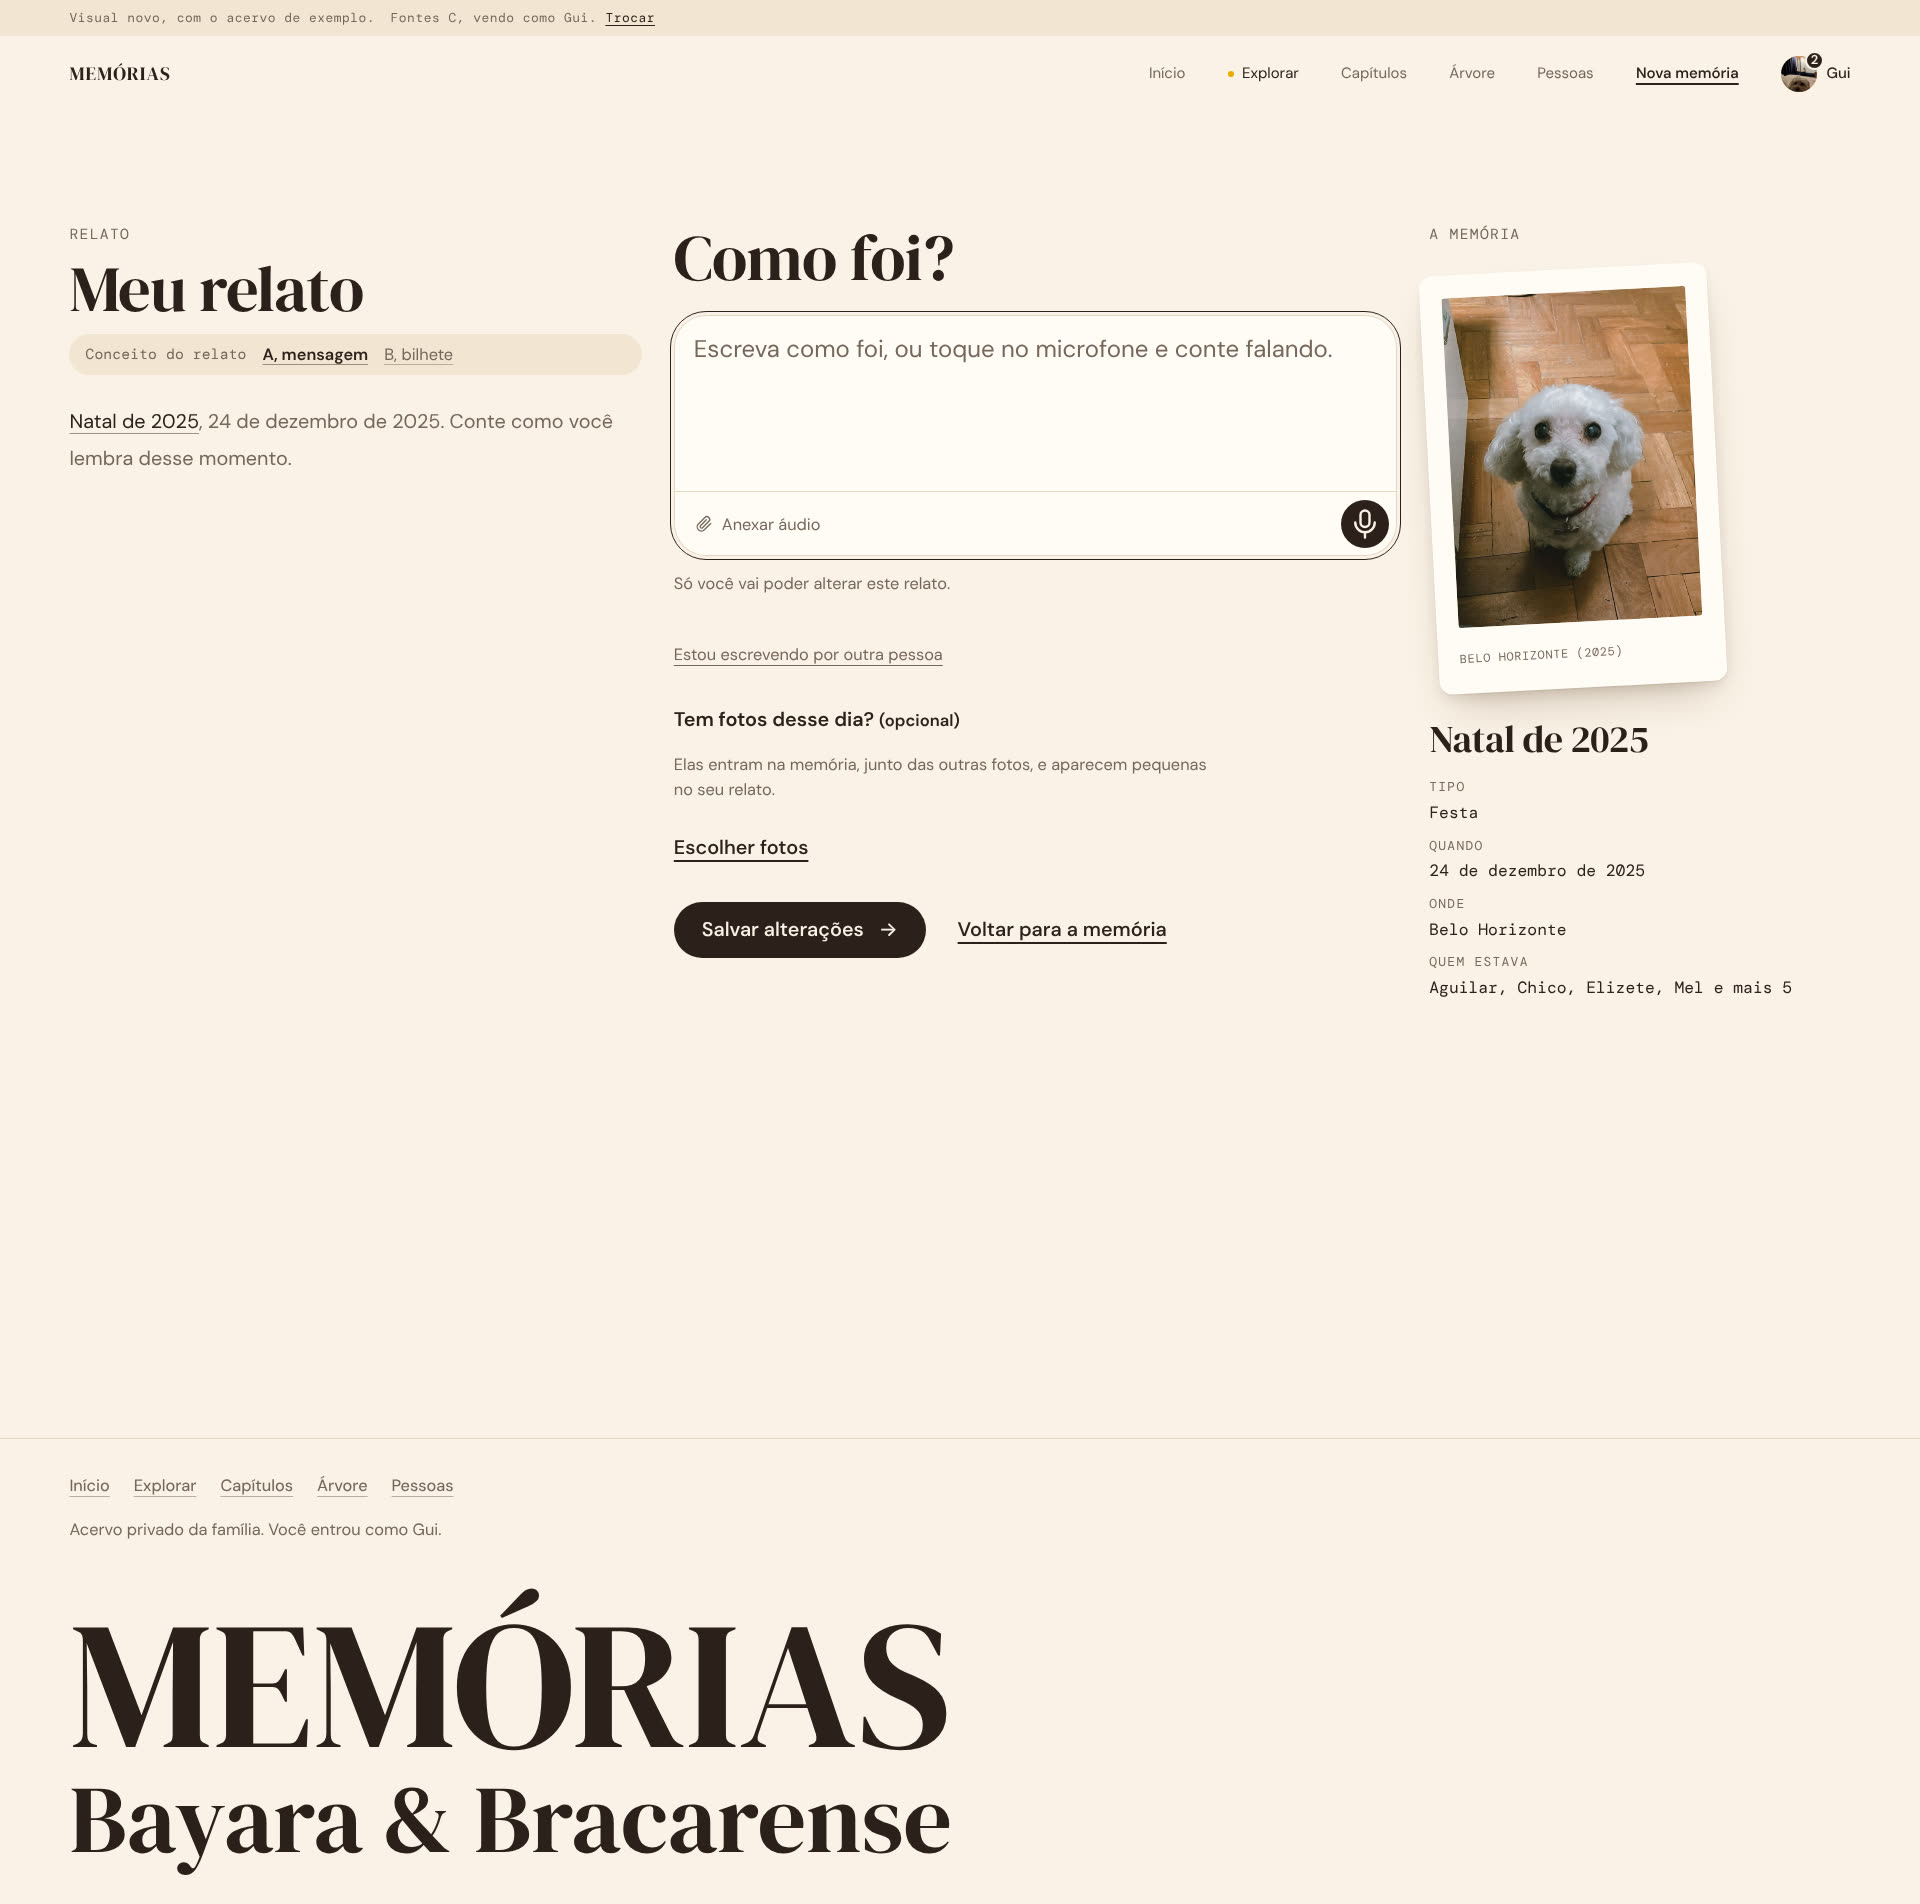 Visual novo, com o acervo de exemplo. Fontes C, vendo como Gui. Trocar
MEMÓRIAS
Início
Explorar
Capítulos
Árvore
Pessoas
Nova memória
2
Gui
RELATO
Meu relato
Conceito do relato A, mensagem B, bilhete
Natal de 2025, 24 de dezembro de 2025. Conte como você
lembra desse momento.
Como foi?
Escreva como foi, ou toque no microfone e conte falando.
Anexar áudio
Só você vai poder alterar este relato.
Estou escrevendo por outra pessoa
Tem fotos desse dia? (opcional)
Elas entram na memória, junto das outras fotos, e aparecem pequenas
no seu relato.
Escolher fotos
Salvar alterações →
Voltar para a memória
A MEMÓRIA
BELO HORIZONTE (2025)
Natal de 2025
TIPO
Festa
QUANDO
24 de dezembro de 2025
ONDE
Belo Horizonte
QUEM ESTAVA
Aguilar, Chico, Elizete, Mel e mais 5
Início Explorar Capítulos Árvore Pessoas
Acervo privado da família. Você entrou como Gui.
MEMÓRIAS
Bayara & Bracarense